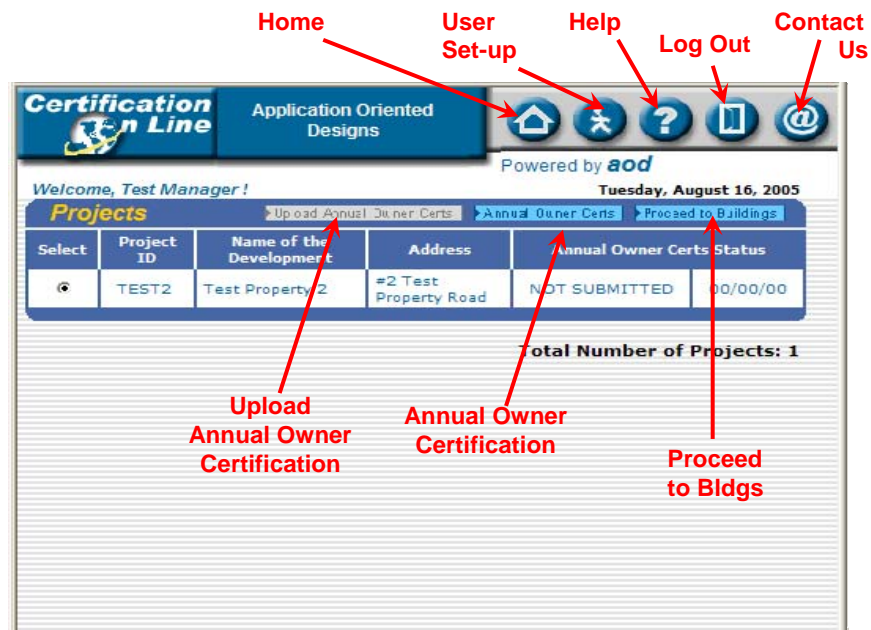 Home
User
Set-up
Help
Log Out
Contact
Us
Certification
On Line
Application Oriented
Designs
?
@
Powered by aod
Welcome, Test Manager !
Tuesday, August 16, 2005
Projects
Upload Annual Owner Certs
Annual Owner Certs
Proceed to Buildings
Select
Project
ID
Name of the
Development
Address
Annual Owner Certs Status
TEST2
Test Property 2
#2 Test
Property Road
NOT SUBMITTED
00/00/00
Total Number of Projects: 1
Upload
Annual Owner
Certification
Annual Owner
Certification
Proceed
to Bldgs